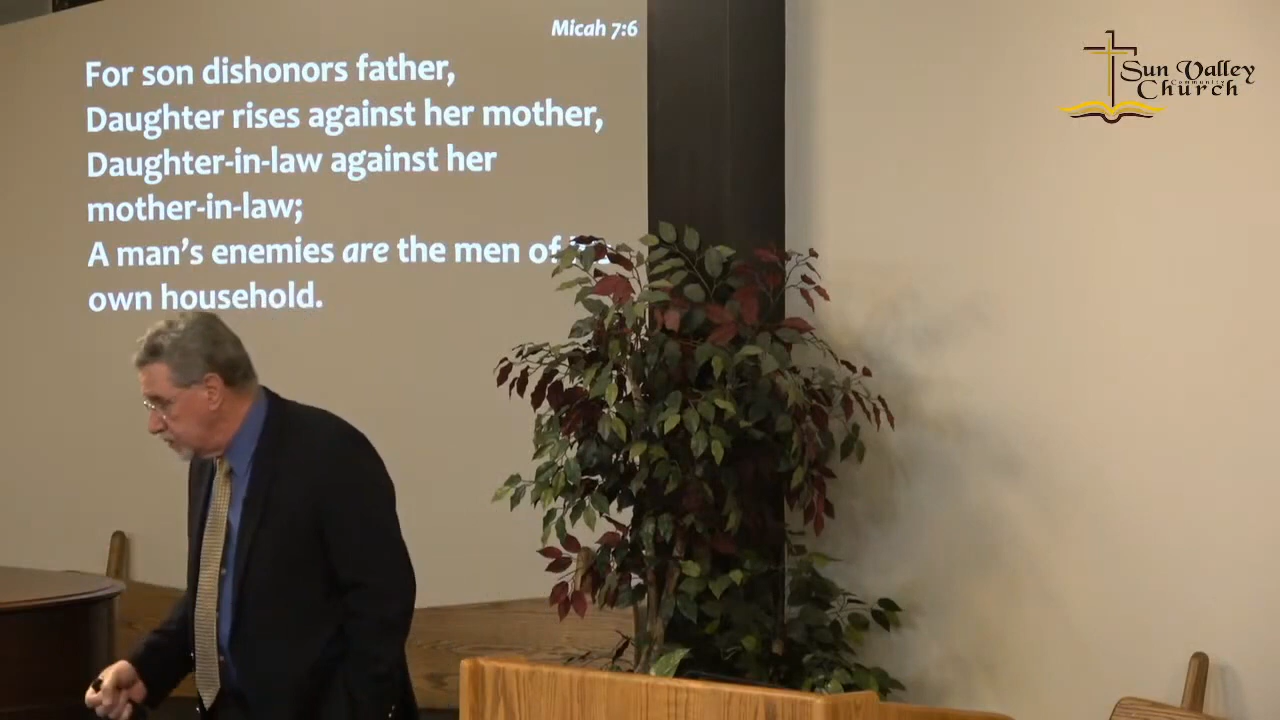 Micah 7:6
For son dishonors father,
Daughter rises against her mother,
Daughter-in-law against her
mother-in-law;
A man's enemies are the men of
own household.
Sun Valley
Community
Church